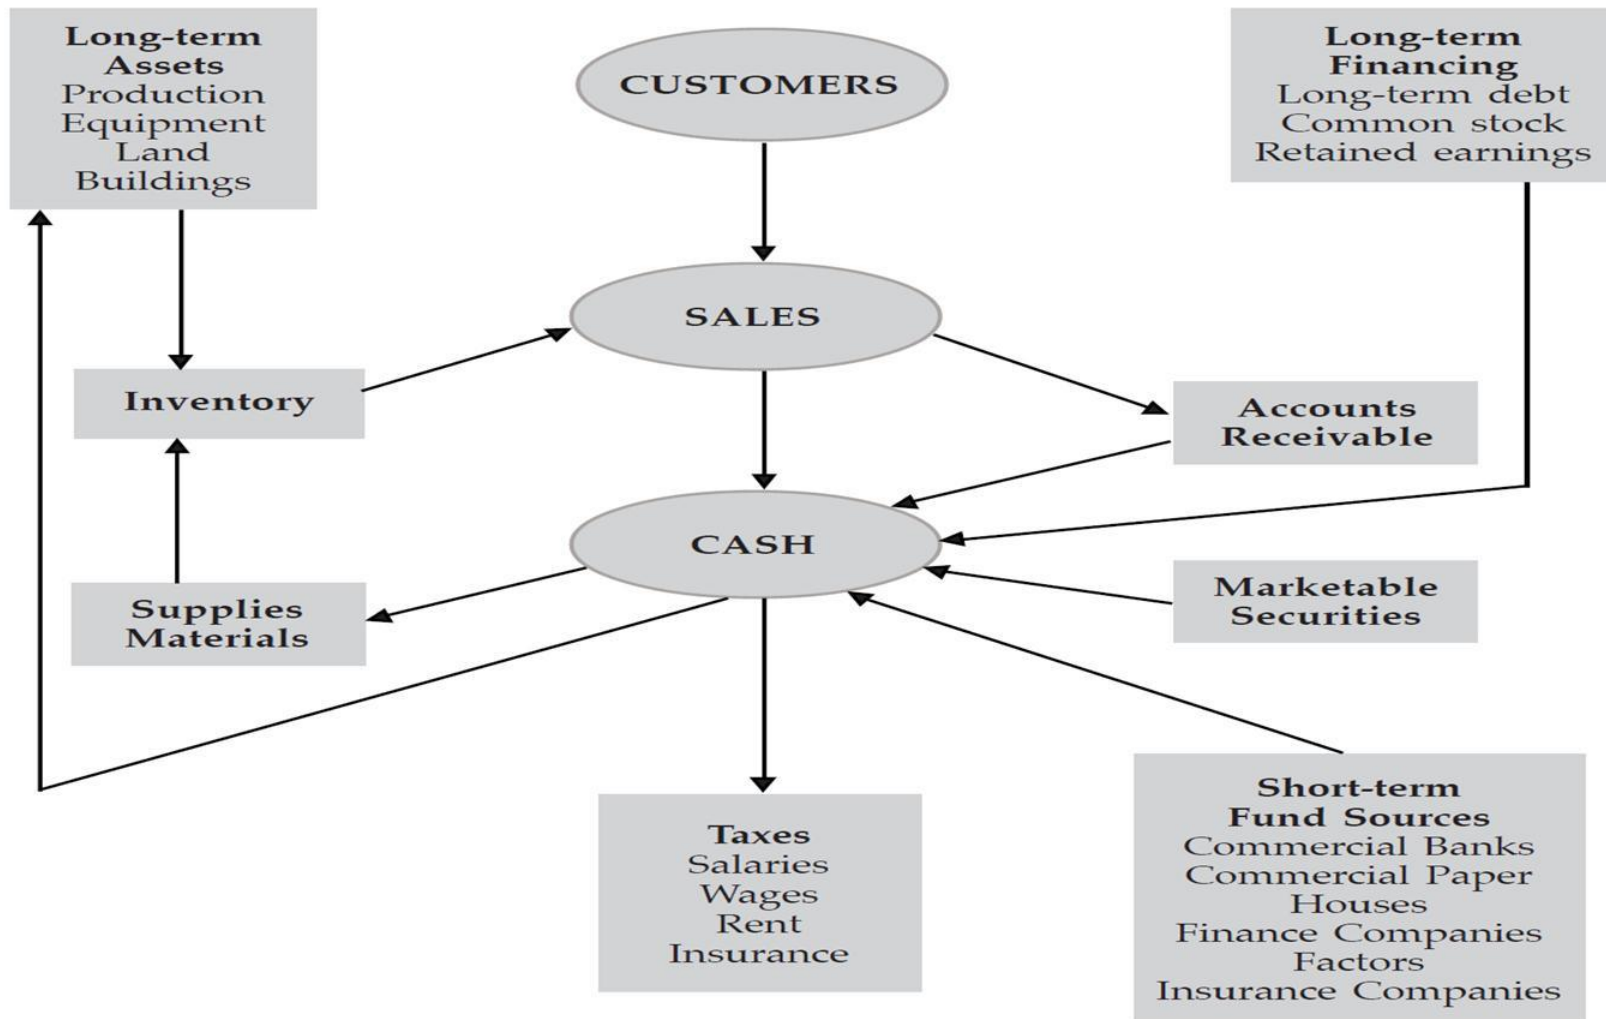 Long-term
Assets
Production
Equipment
Land
Buildings
CUSTOMERS
Long-term
Financing
Long-term debt
Common stock
Retained earnings
SALES
Inventory
Accounts
Receivable
CASH
Supplies
Materials
Marketable
Securities
Taxes
Salaries
Wages
Rent
Insurance
Short-term
Fund Sources
Commercial Banks
Commercial Paper
Houses
Finance Companies
Factors
Insurance Companies